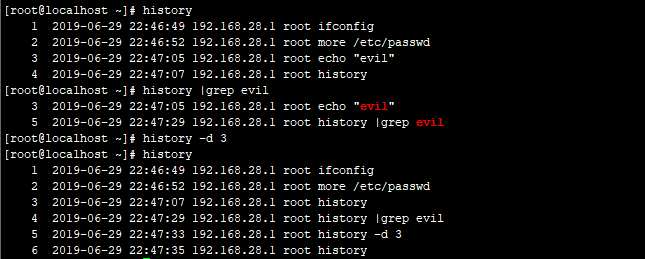 [root@localhost ~]# history
1 2019-06-29 22:46:49 192.168.28.1 root ifconfig
2 2019-06-29 22:46:52 192.168.28.1 root more /etc/passwd
3 2019-06-29 22:47:05 192.168.28.1 root echo "evil"
4 2019-06-29 22:47:07 192.168.28.1 root history
[root@localhost ~]# history |grep evil
3 2019-06-29 22:47:05 192.168.28.1 root echo "evil"
5 2019-06-29 22:47:29 192.168.28.1 root history |grep evil
[root@localhost ~]# history -d 3
[root@localhost ~]# history
1 2019-06-29 22:46:49 192.168.28.1 root ifconfig
2 2019-06-29 22:46:52 192.168.28.1 root more /etc/passwd
3 2019-06-29 22:47:07 192.168.28.1 root history
4 2019-06-29 22:47:29 192.168.28.1 root history |grep evil
5 2019-06-29 22:47:33 192.168.28.1 root history -d 3
6 2019-06-29 22:47:35 192.168.28.1 root history